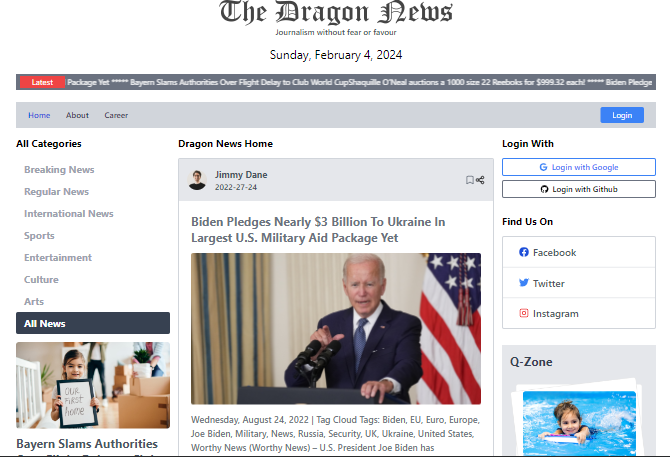 The Dragon News
Journalism without fear or favour
Sunday, February 4, 2024
Latest
Package Yet ***** Bayern Slams Authorities Over Flight Delay to Club World CupShaquille O'Neal auctions a 1000 size 22 Reeboks for $999.32 each! ***** Biden Pledge
Home About Career
Login
All Categories
Breaking News
Regular News
International News
Sports
Entertainment
Culture
Arts
All News
OUR
FIRST
home
Bayern Slams Authorities
Dragon News Home
Jimmy Dane
2022-27-24
Biden Pledges Nearly $3 Billion To Ukraine In
Largest U.S. Military Aid Package Yet
Wednesday, August 24, 2022 | Tag Cloud Tags: Biden, EU, Euro, Europe,
Joe Biden, Military, News, Russia, Security, UK, Ukraine, United States,
Worthy News (Worthy News) – U.S. President Joe Biden has
Login With
Login with Google
Login with Github
Find Us On
Facebook
Twitter
Instagram
Q-Zone